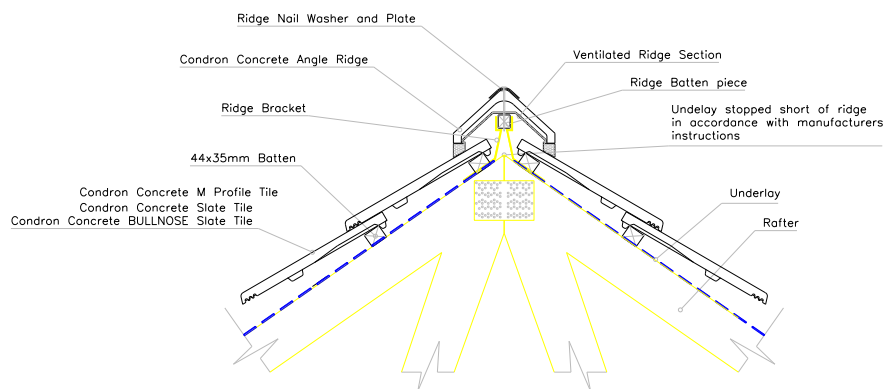 Ridge Nail Washer and Plate
Condron Concrete Angle Ridge
Ventilated Ridge Section
Ridge Batten piece
Ridge Bracket
Undelay stopped short of ridge
in accordance with manufacturers
instructions
44x35mm Batten
Condron Concrete M Profile Tile
Condron Concrete Slate Tile
Condron Concrete BULLNOSE Slate Tile
Underlay
Rafter